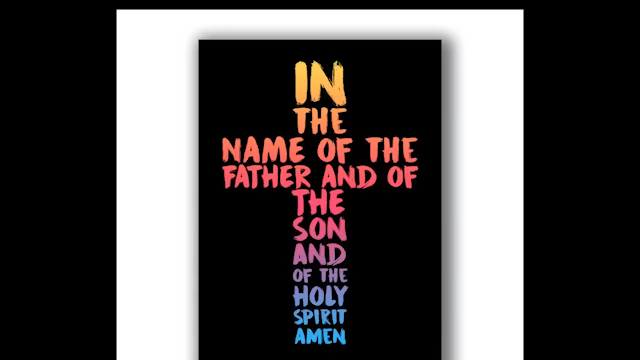 IN
THE
NAME OF THE
FATHER AND OF
THE
SON
AND
OF THE
HOLY
SPIRIT
AMEN